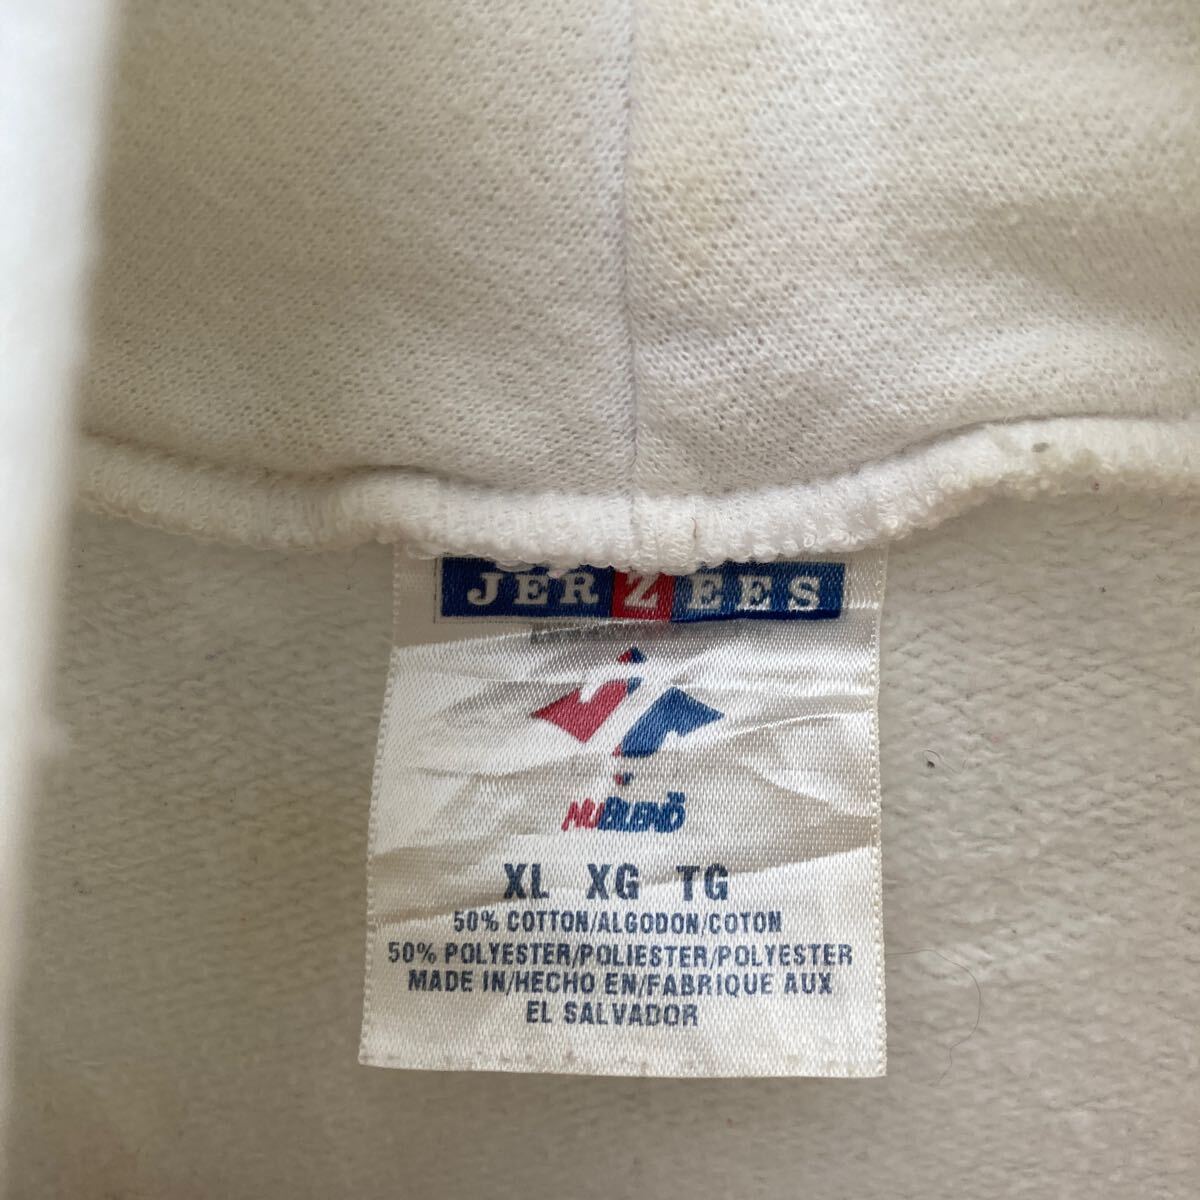 JERZEES
NUBLEND
XL XG TG
50% COTTON/ALGODON/COTON
50% POLYESTER/POLIESTER/POLYESTER
MADE IN/HECHO EN/FABRIQUE AUX
EL SALVADOR